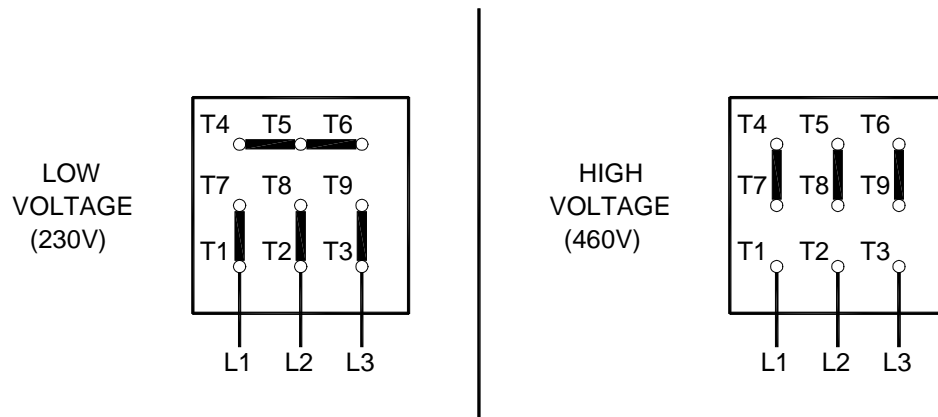 LOW
VOLTAGE
(230V)
T4 T5 T6
T7 T8 T9
T1 T2 T3
L1 L2 L3
HIGH
VOLTAGE
(460V)
T4 T5 T6
T7 T8 T9
T1 T2 T3
L1 L2 L3